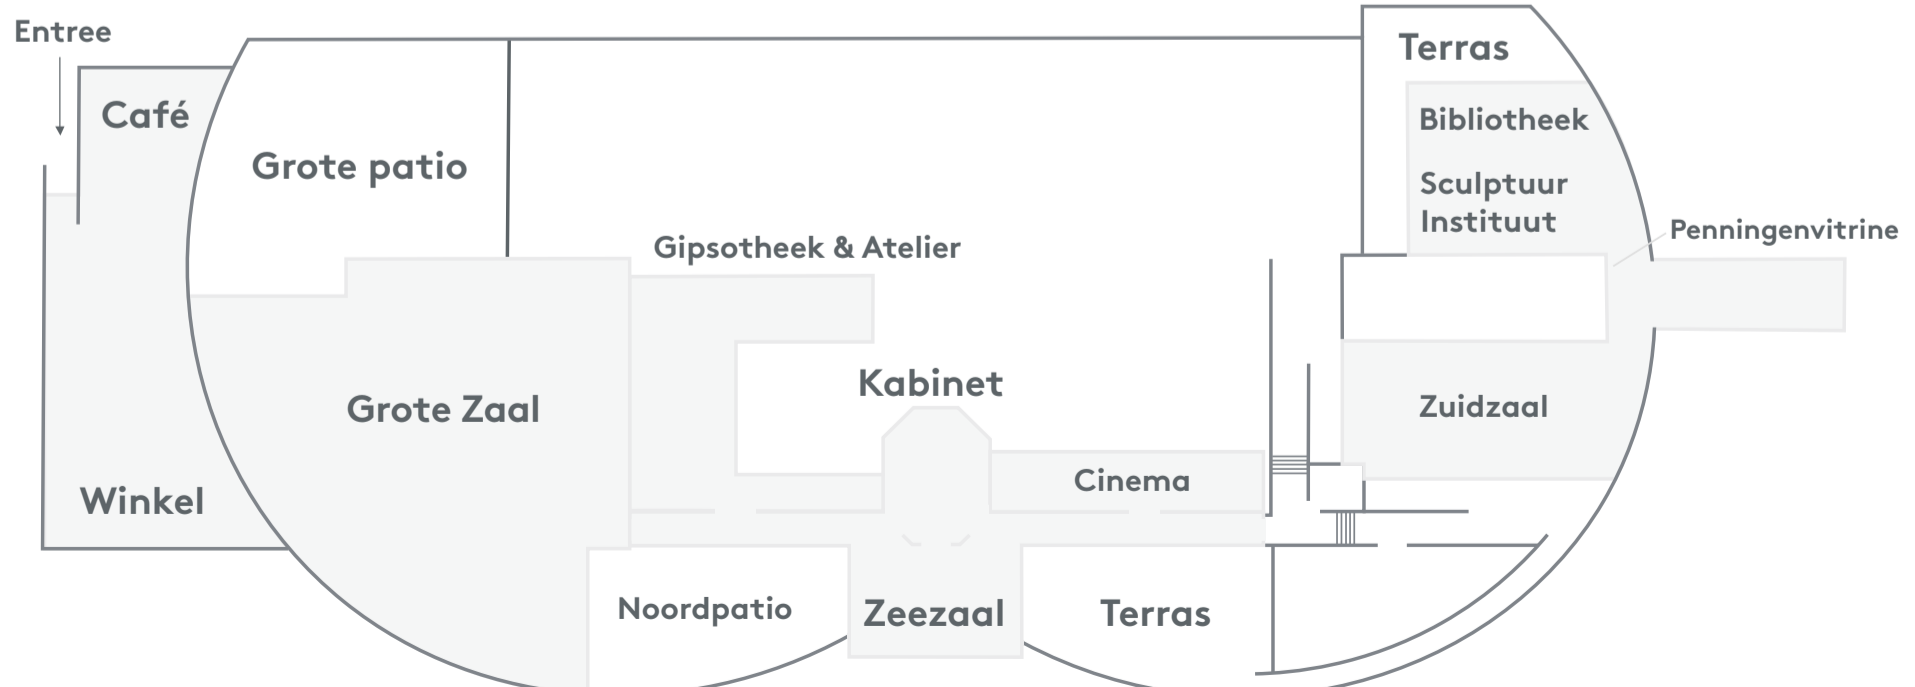 Entree
Café
Grote patio
Terras
Bibliotheek
Sculptuur
Instituut
Penningenvitrine
Gipsotheek & Atelier
Kabinet
Grote Zaal
Zuidzaal
Cinema
Winkel
Noordpatio
Zeezaal
Terras